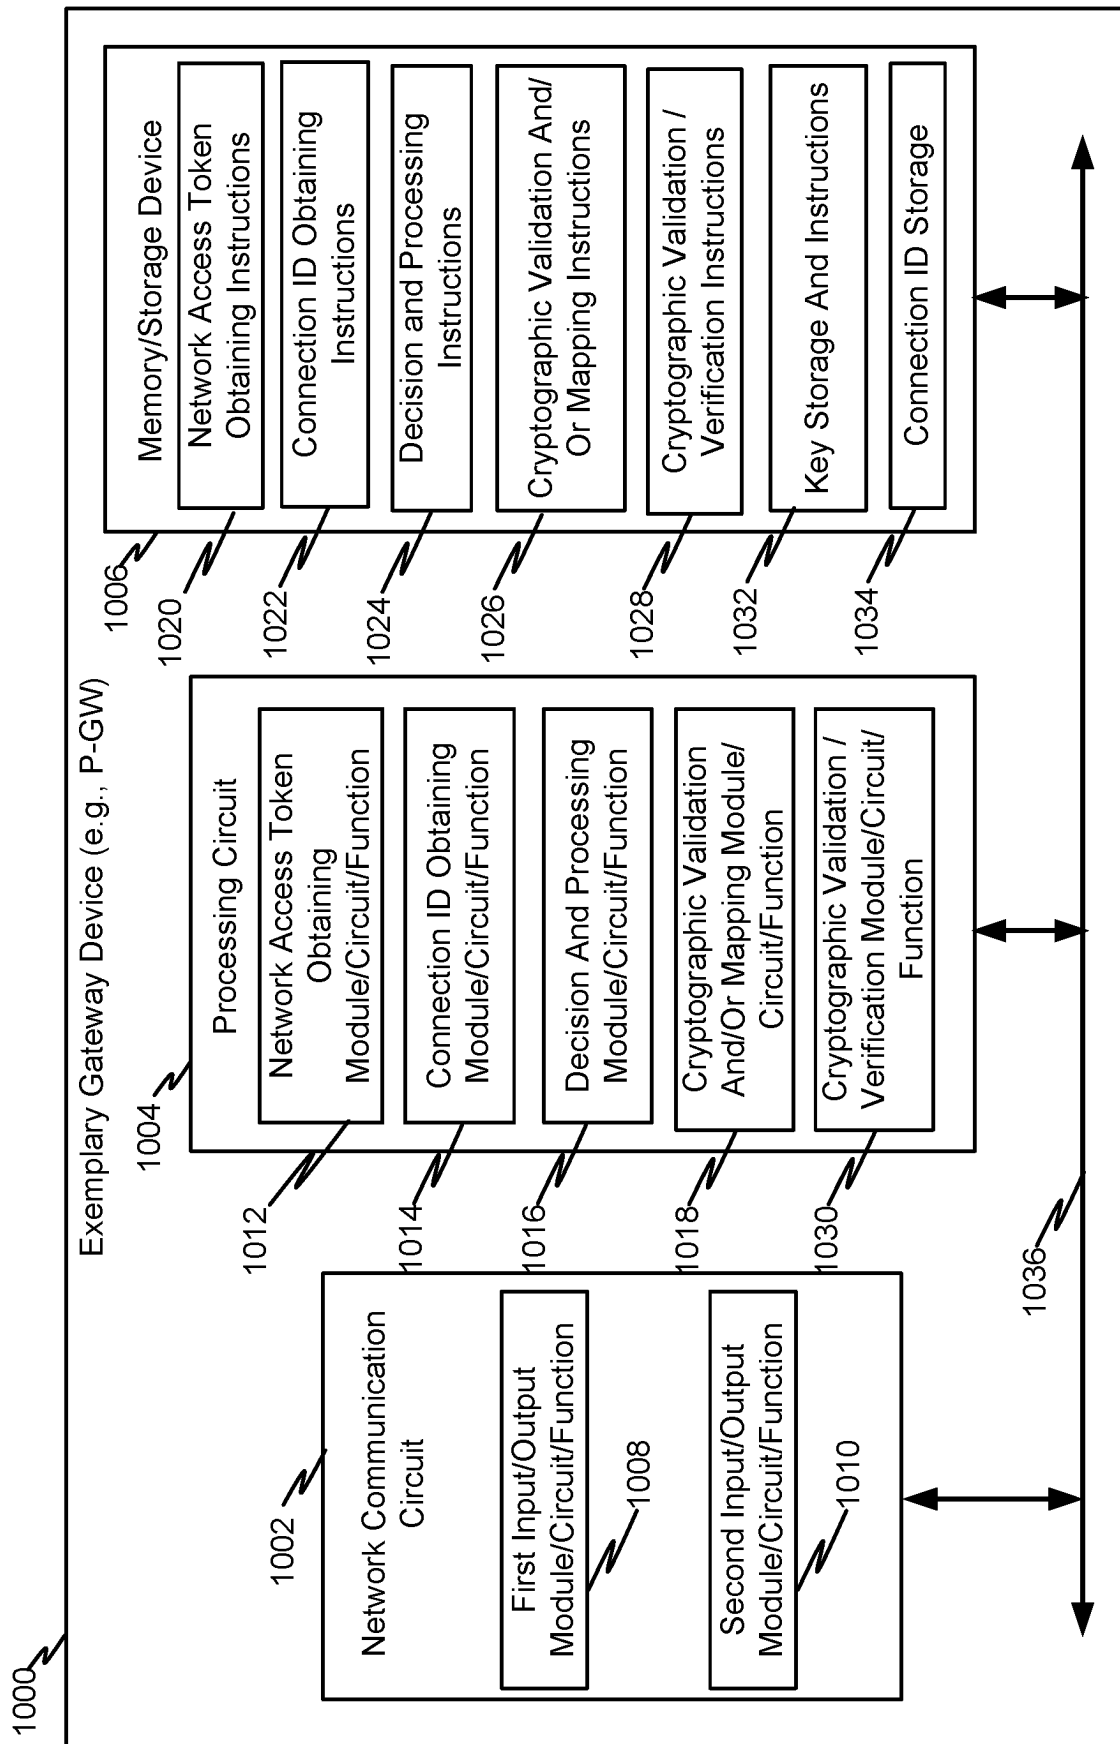 1000
Exemplary Gateway Device (e.g., P-GW)
1002
Network Communication
Circuit
First Input/Output
Module/Circuit/Function
1008
Second Input/Output
Module/Circuit/Function
1010
1004
Processing Circuit
1012
Network Access Token
Obtaining
Module/Circuit/Function
1014
Connection ID Obtaining
Module/Circuit/Function
1016
Decision And Processing
Module/Circuit/Function
1018
Cryptographic Validation
And/Or Mapping Module/
Circuit/Function
1030
Cryptographic Validation /
Verification Module/Circuit/
Function
1006
Memory/Storage Device
1020
Network Access Token
Obtaining Instructions
1022
Connection ID Obtaining
Instructions
1024
Decision and Processing
Instructions
1026
Cryptographic Validation And/
Or Mapping Instructions
1028
Cryptographic Validation /
Verification Instructions
1032
Key Storage And Instructions
1034
Connection ID Storage
1036